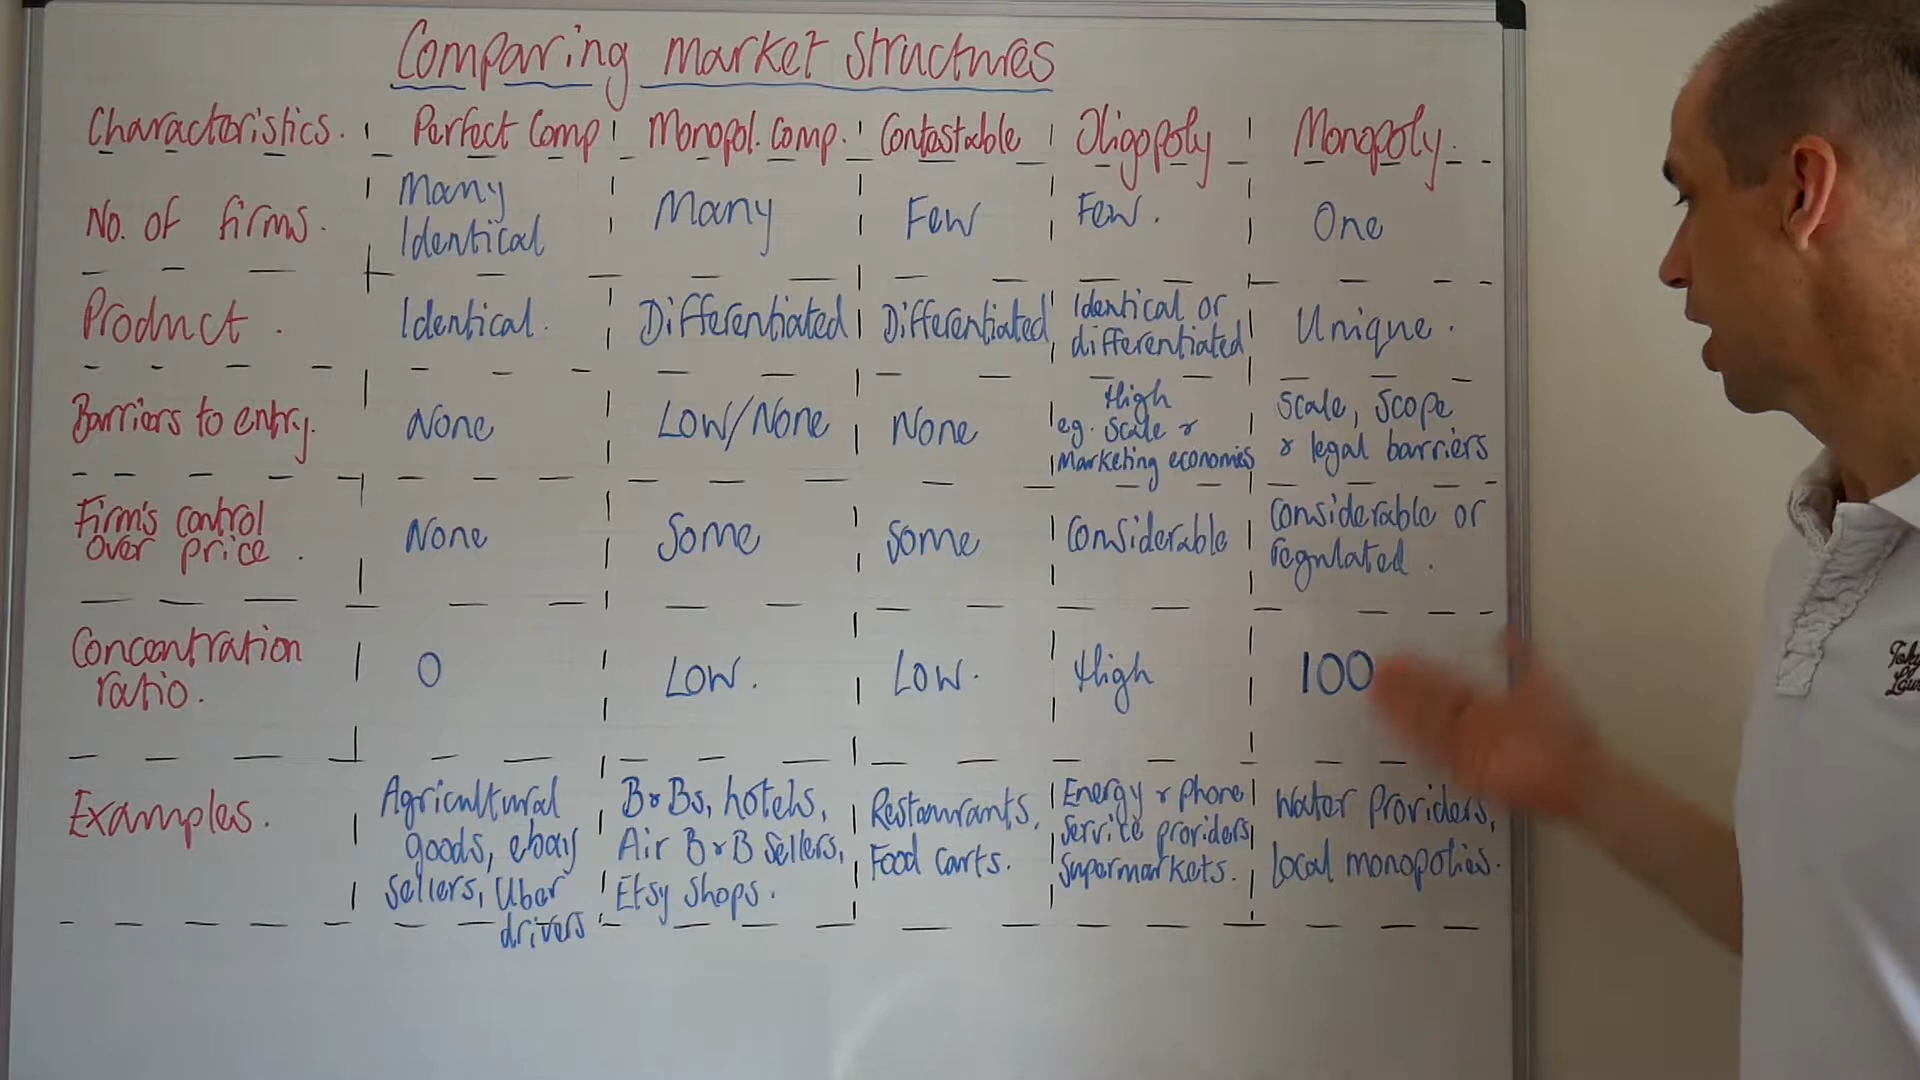 Comparing market structures
Characteristics. Perfect Comp Monopol. Comp. Contestable Oligopoly Monopoly.
No. of firms.
Many
Identical
Many
Few
Few.
One
Product.
Identical.
Differentiated
Differentiated
Identical or
differentiated
Unique.
Barriers to entry.
None
Low/None
None
High
eg. Scale &
Marketing economies
Scale, Scope
& legal barriers
Firm's control
over price.
None
Some
Some
Considerable
Considerable or
regulated.
Concentration
ratio.
0
Low.
Low.
High
100
Examples.
Agricultural
goods, ebay
Sellers, Uber
drivers
B&Bs, hotels,
Air B&B Sellers,
Etsy Shops.
Restaurants,
Food Carts.
Energy & Phone
Service providers
Supermarkets.
Water Providers,
Local monopolies.